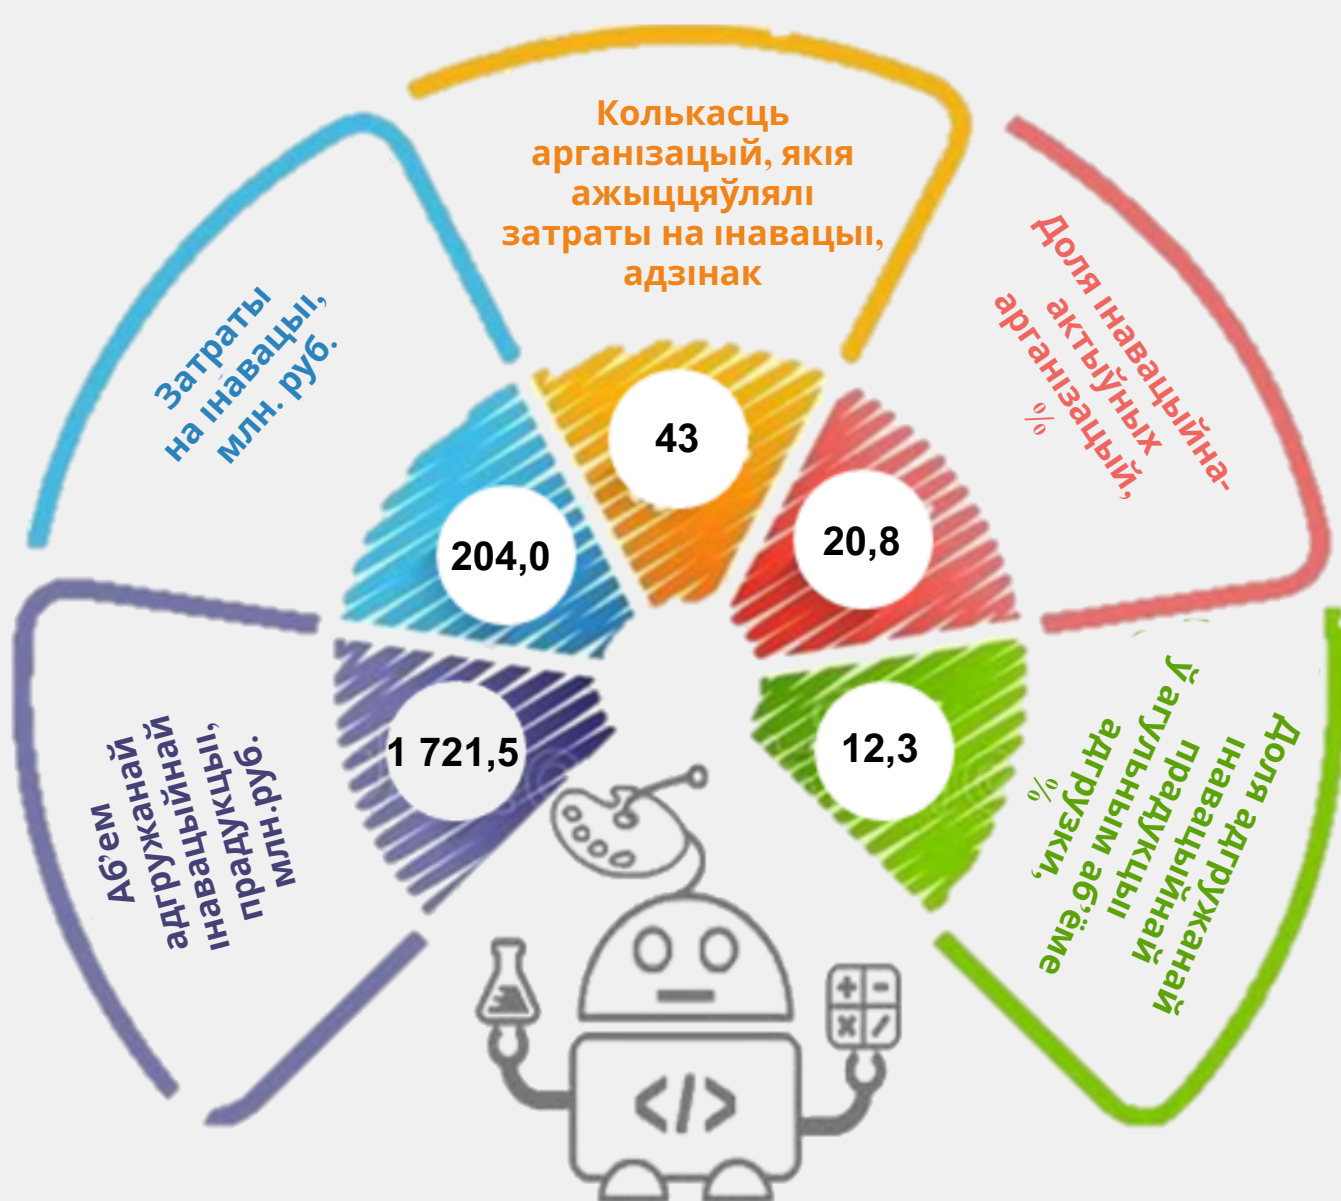 Колькасць
арганізацый, якія
ажыццяўлялі
затраты на інавацыі,
адзінак
43
Затраты
на інавацыі,
млн. руб.
204,0
Доля інавацыйна-
актыўных
арганізацый,
%
20,8
Аб'ем
адгружанай
інавацыйннай
прадукцыі,
млн.руб.
1 721,5
Доля адгружанай
інавацыйнай
прадукцыі
ў агульным аб'ёме
адгрузкі,
%
12,3